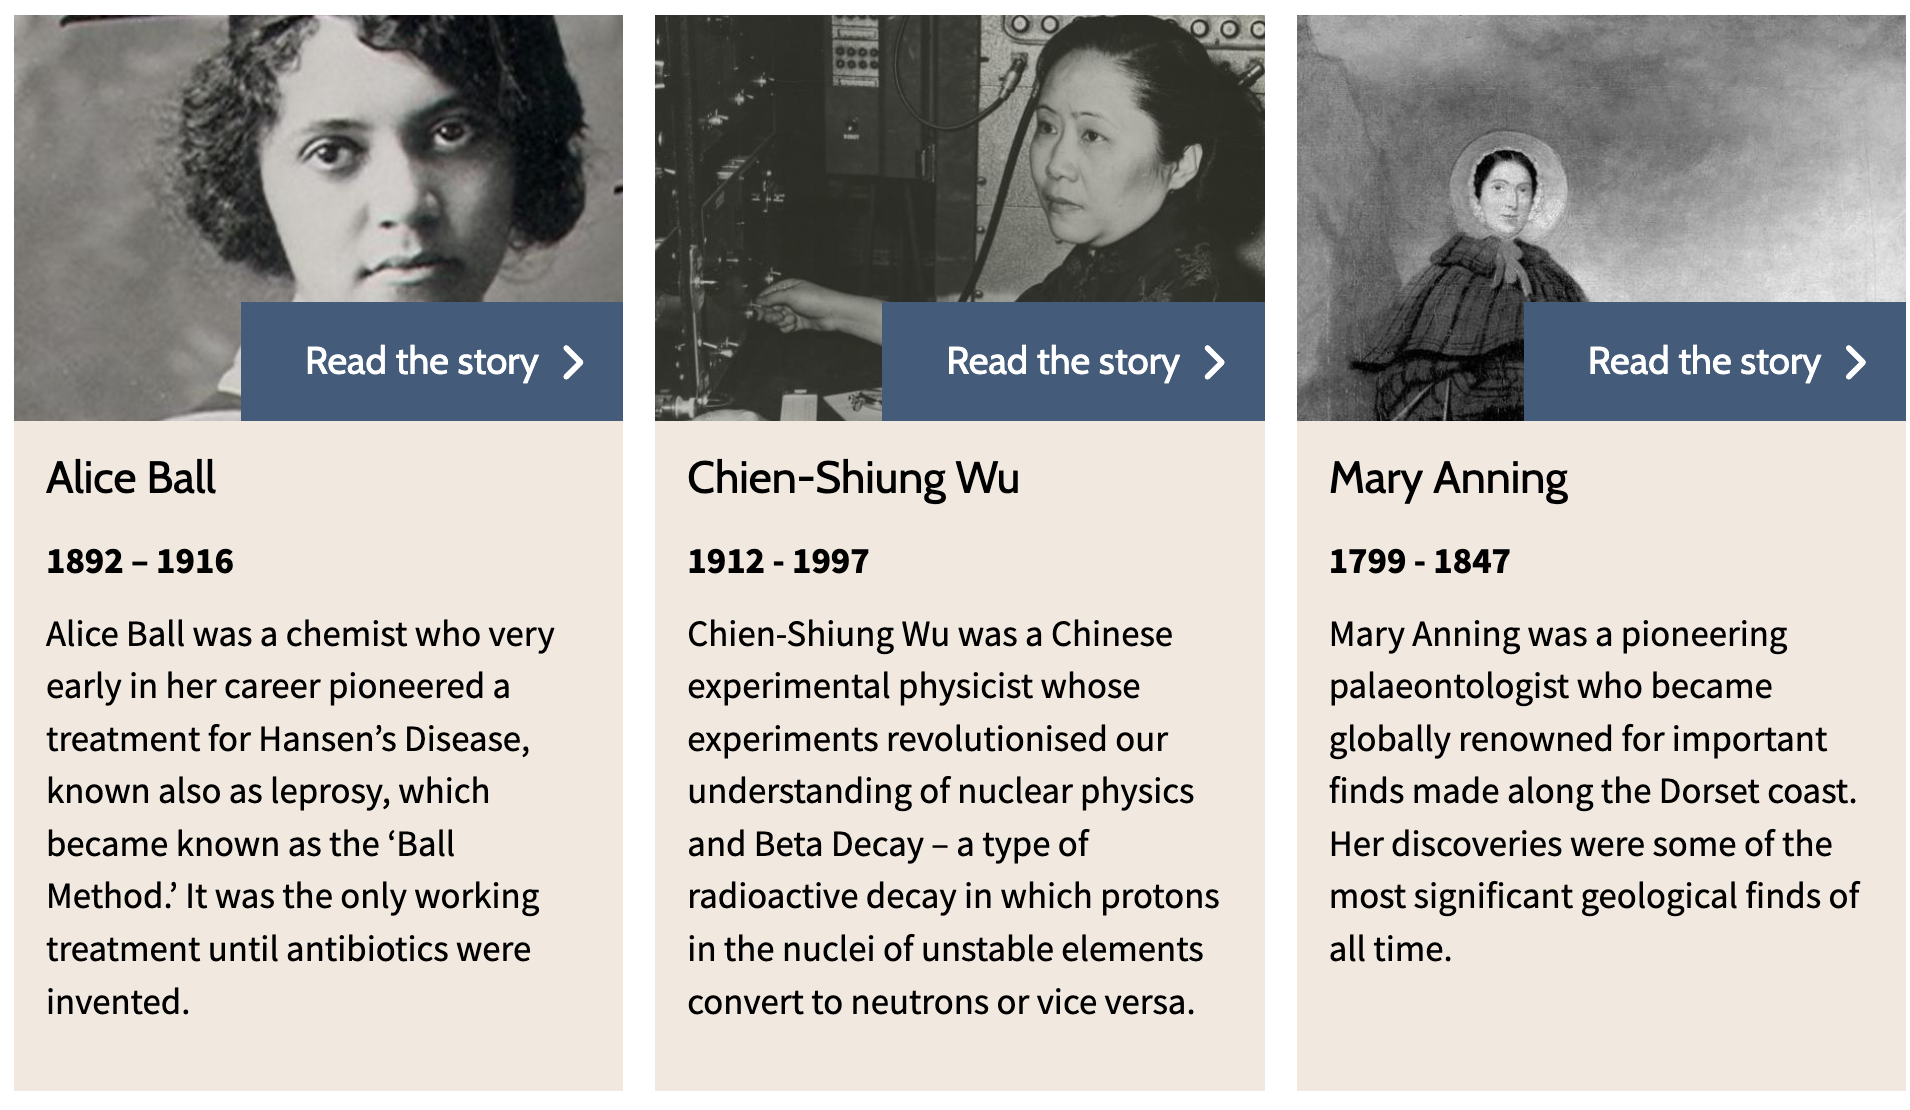 Read the story
Alice Ball
1892 – 1916
Alice Ball was a chemist who very
early in her career pioneered a
treatment for Hansen’s Disease,
known also as leprosy, which
became known as the ‘Ball
Method.’ It was the only working
treatment until antibiotics were
invented.
Read the story
Chien-Shiung Wu
1912 - 1997
Chien-Shiung Wu was a Chinese
experimental physicist whose
experiments revolutionised our
understanding of nuclear physics
and Beta Decay – a type of
radioactive decay in which protons
in the nuclei of unstable elements
convert to neutrons or vice versa.
Read the story
Mary Anning
1799 - 1847
Mary Anning was a pioneering
palaeontologist who became
globally renowned for important
finds made along the Dorset coast.
Her discoveries were some of the
most significant geological finds of
all time.